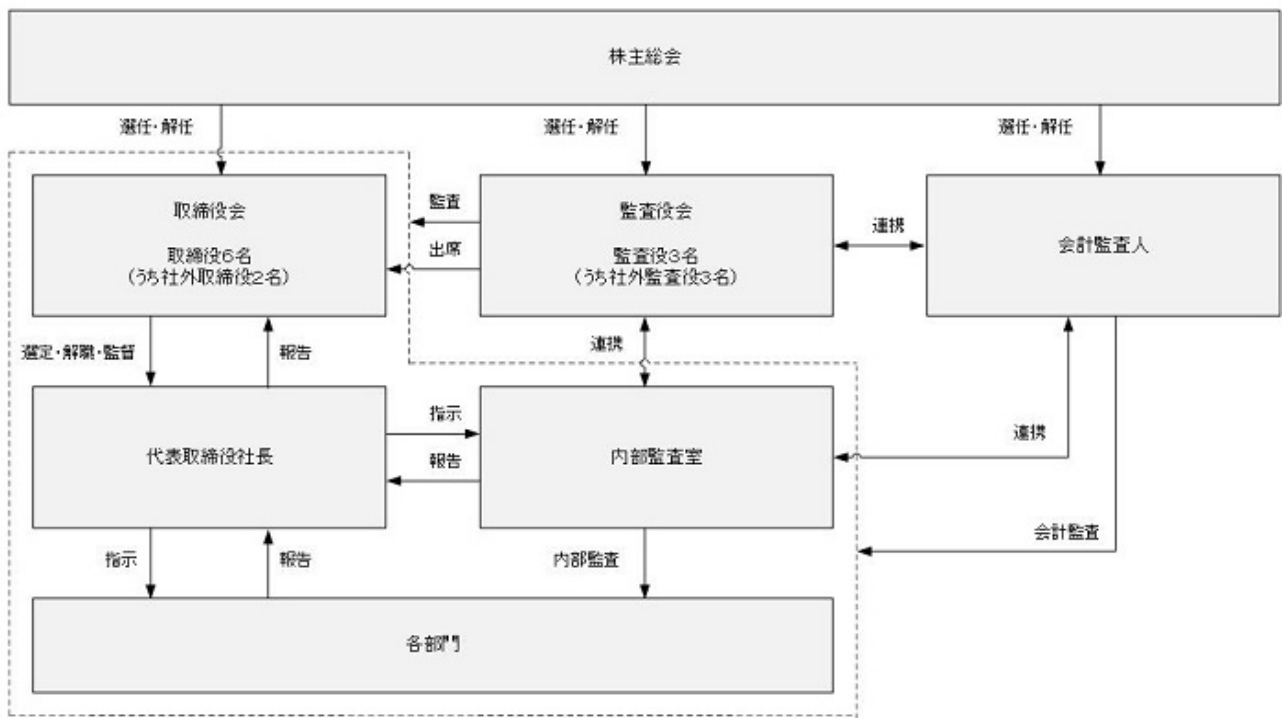 株主総会
選任・解任
選任・解任
選任・解任
取締役会
取締役6名
(うち社外取締役2名)
監査
出席
監査役会
監査役3名
(うち社外監査役3名)
連携
会計監査人
選定・解職・監督
報告
連携
代表取締役社長
指示
報告
内部監査室
連携
会計監査
指示
報告
内部監査
各部門